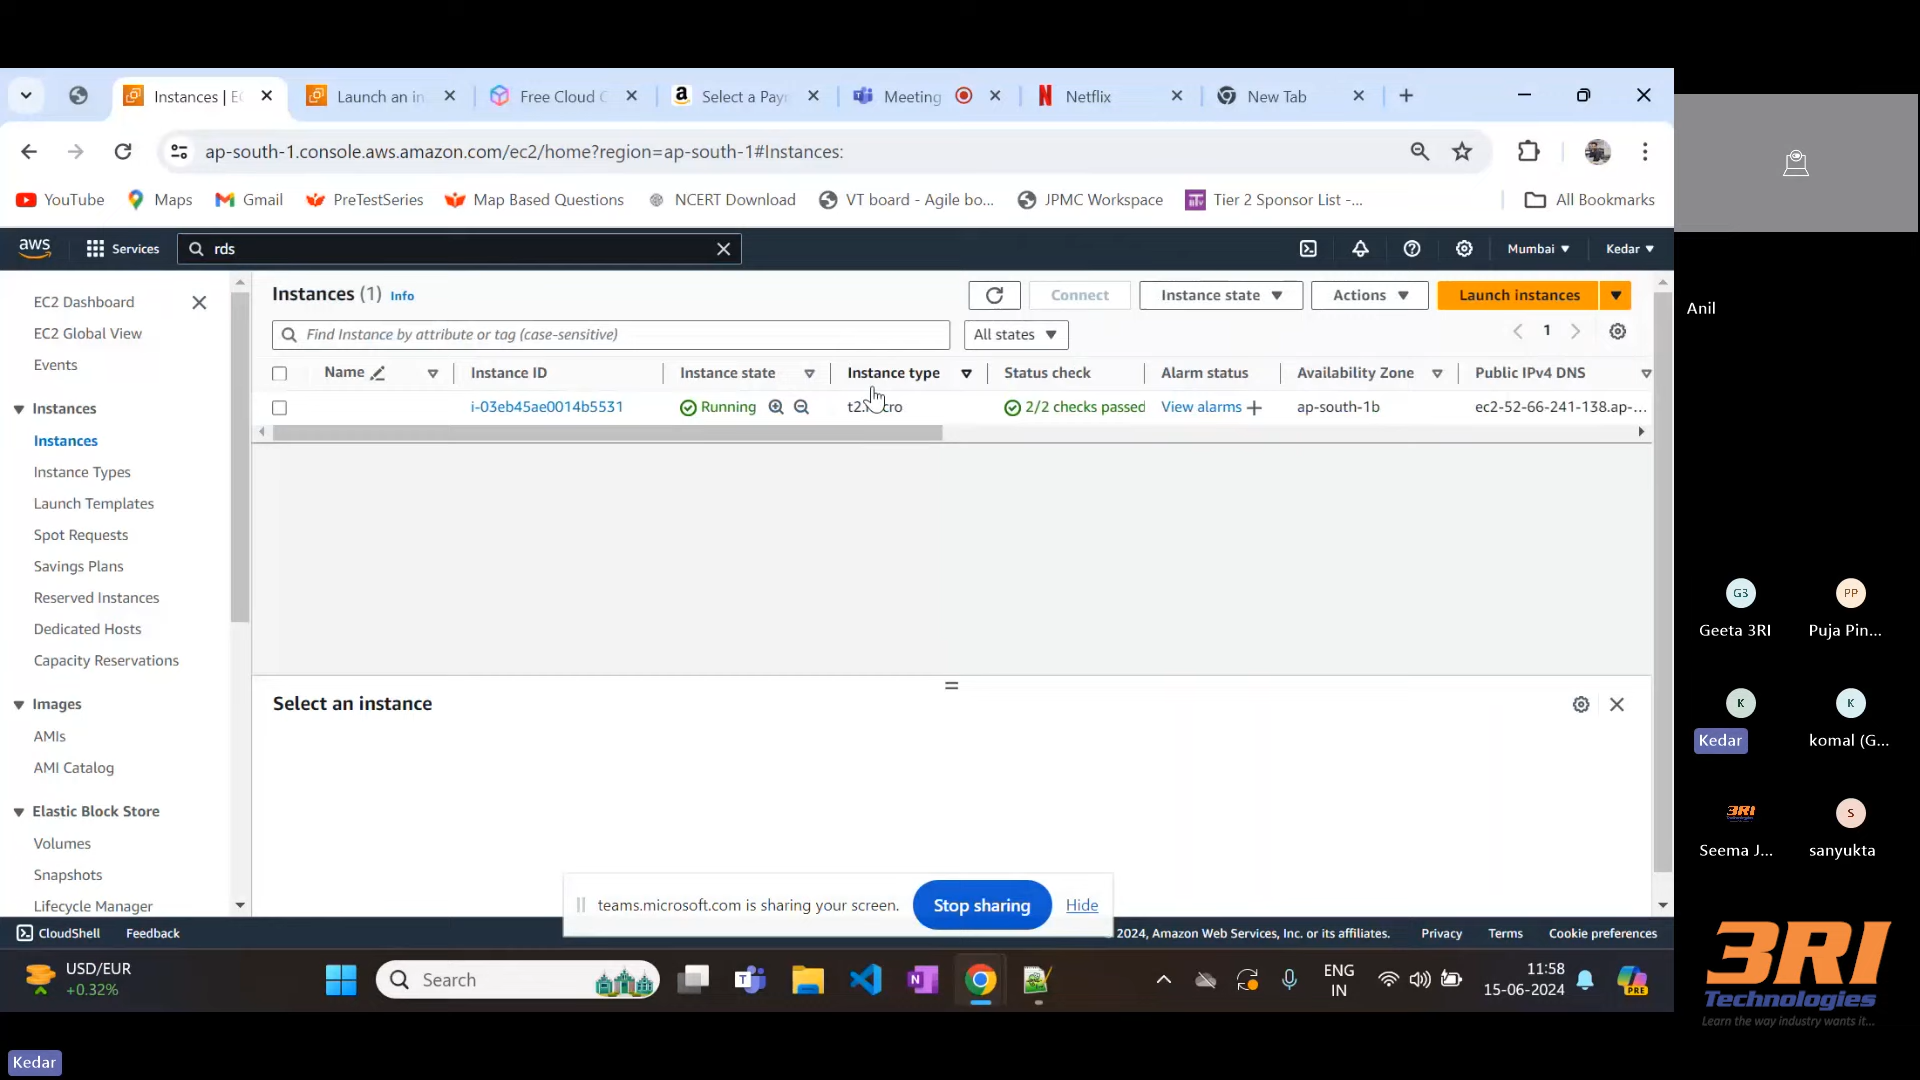 Instances | EC
Launch an in
Free Cloud C
Select a Payr
Meeting
Netflix
New Tab
ap-south-1.console.aws.amazon.com/ec2/home?region=ap-south-1#Instances:
YouTube
Maps
Gmail
PreTestSeries
Map Based Questions
NCERT Download
VT board - Agile bo...
JPMC Workspace
Tier 2 Sponsor List -...
All Bookmarks
aws
Services
rds
Mumbai
Kedar
EC2 Dashboard
EC2 Global View
Events
Instances
Instances
Instance Types
Launch Templates
Spot Requests
Savings Plans
Reserved Instances
Dedicated Hosts
Capacity Reservations
Images
AMIs
AMI Catalog
Elastic Block Store
Volumes
Snapshots
Lifecycle Manager
Instances (1) Info
Connect
Instance state
Actions
Launch instances
Find Instance by attribute or tag (case-sensitive)
All states
1
Name
Instance ID
Instance state
Instance type
Status check
Alarm status
Availability Zone
Public IPv4 DNS
i-03eb45ae0014b5531
Running
2/2 checks passed
View alarms
ap-south-1b
ec2-52-66-241-138.ap-...
Select an instance
teams.microsoft.com is sharing your screen.
Stop sharing
Hide
CloudShell
Feedback
2024, Amazon Web Services, Inc. or its affiliates.
Privacy
Terms
Cookie preferences
USD/EUR
+0.32%
Search
ENG
IN
11:58
15-06-2024
PRE
Anil
G3
Geeta 3RI
PP
Puja Pin...
K
Kedar
K
komal (G...
3RI
Seema J...
S
sanyukta
3RI
Technologies
Learn the way industry wants it...
Kedar